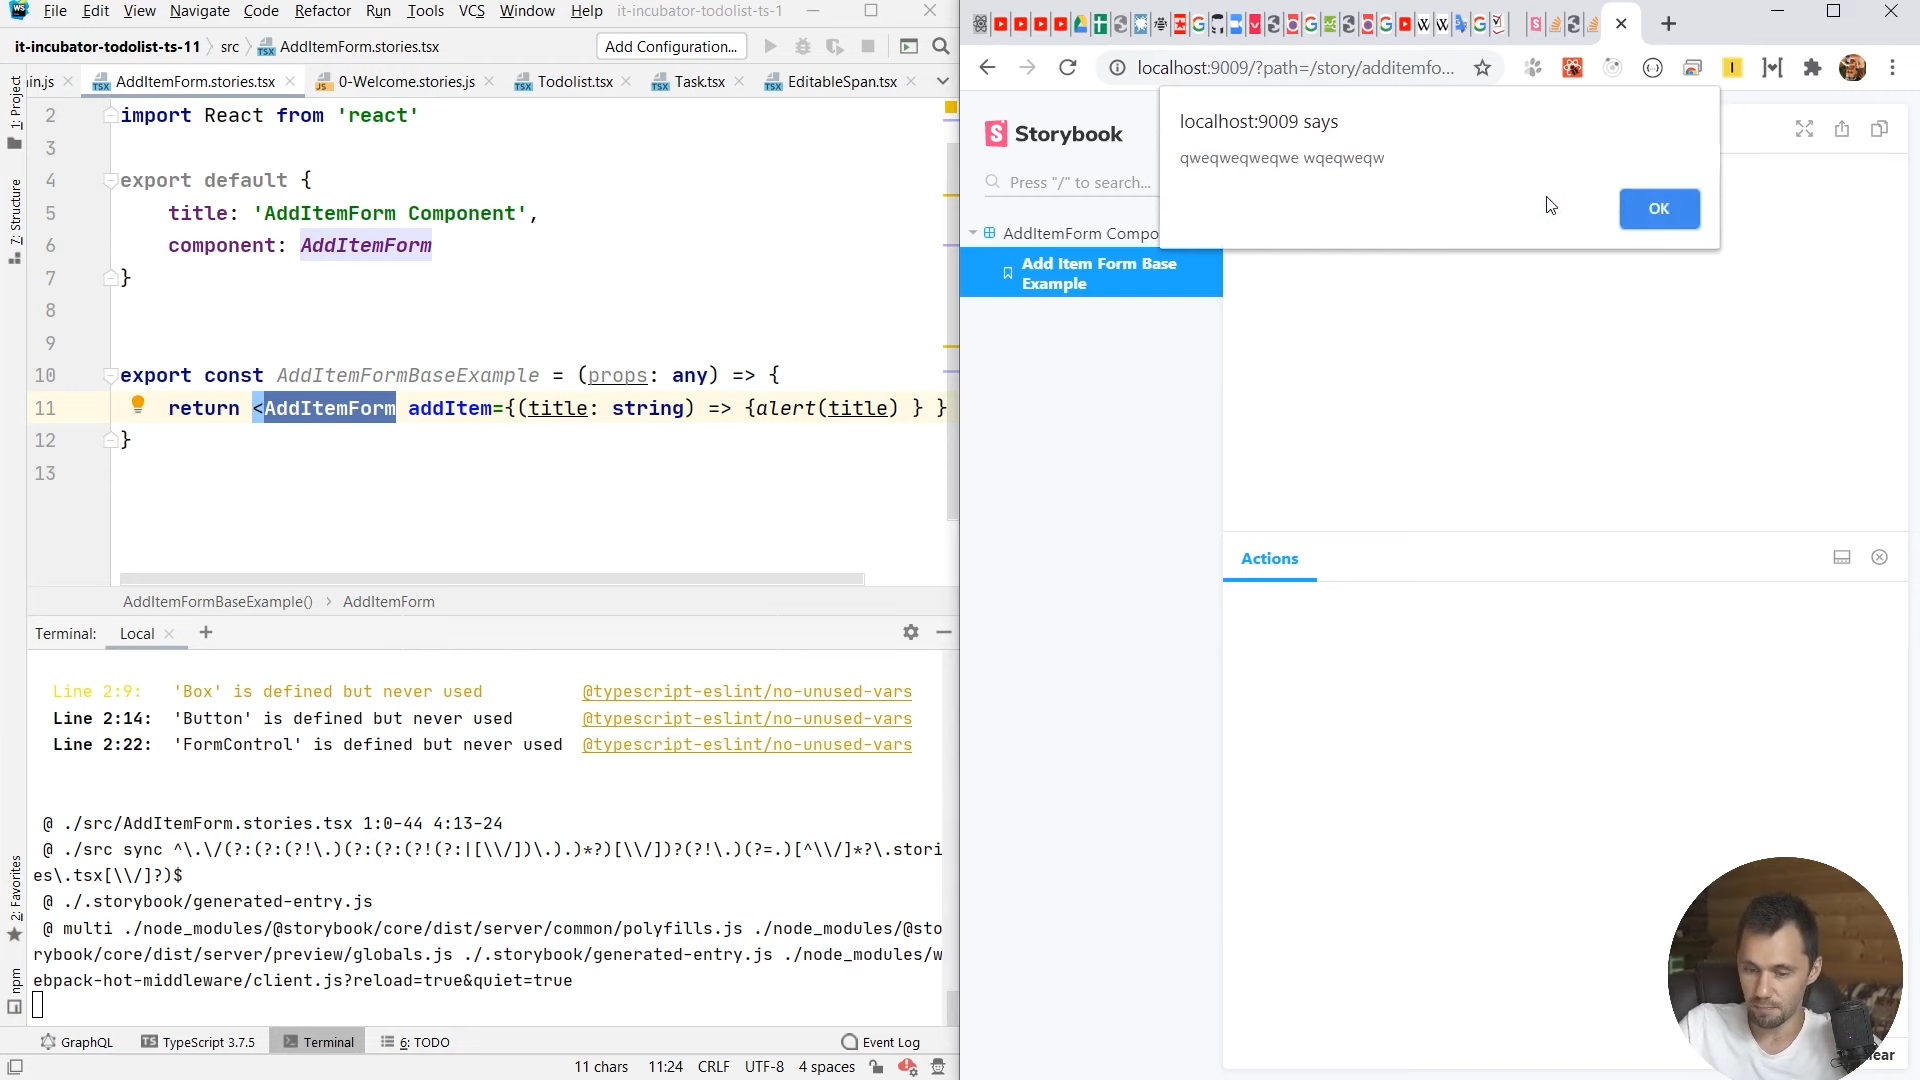 File Edit View Navigate Code Refactor Run Tools VCS Window Help it-incubator-todolist-ts-1
it-incubator-todolist-ts-11 src AddItemForm.stories.tsx Add Configuration...
in.js AddItemForm.stories.tsx 0-Welcome.stories.js Todolist.tsx Task.tsx EditableSpan.tsx
1: Project
7: Structure
2: Favorites
npm
2 import React from 'react'
3
4 export default {
5 title: 'AddItemForm Component',
6 component: AddItemForm
7 }
8
9
10 export const AddItemFormBaseExample = (props: any) => {
11 return <AddItemForm addItem={(title: string) => {alert(title) } }
12 }
13
AddItemFormBaseExample() › AddItemForm
Terminal: Local
Line 2:9: 'Box' is defined but never used @typescript-eslint/no-unused-vars
Line 2:14: 'Button' is defined but never used @typescript-eslint/no-unused-vars
Line 2:22: 'FormControl' is defined but never used @typescript-eslint/no-unused-vars
@ ./src/AddItemForm.stories.tsx 1:0-44 4:13-24
@ ./src sync ^\.\/(?:(?:(?!\.)(?:(?:(?!(?:|[\\/])\.).)*?)[\\/])?(?!\.)(?=.)[^\\/]*?\.stori
es\.tsx[\\/]?)$
@ ./.storybook/generated-entry.js
@ multi ./node_modules/@storybook/core/dist/server/common/polyfills.js ./node_modules/@sto
rybook/core/dist/server/preview/globals.js ./.storybook/generated-entry.js ./node_modules/w
ebpack-hot-middleware/client.js?reload=true&quiet=true
GraphQL TypeScript 3.7.5 Terminal 6: TODO Event Log
11 chars 11:24 CRLF UTF-8 4 spaces
localhost:9009/?path=/story/additemfo...
Storybook
Press "/" to search...
AddItemForm Compo
Add Item Form Base
Example
localhost:9009 says
qweqweqweqwe wqeqweqw
OK
Actions
ear